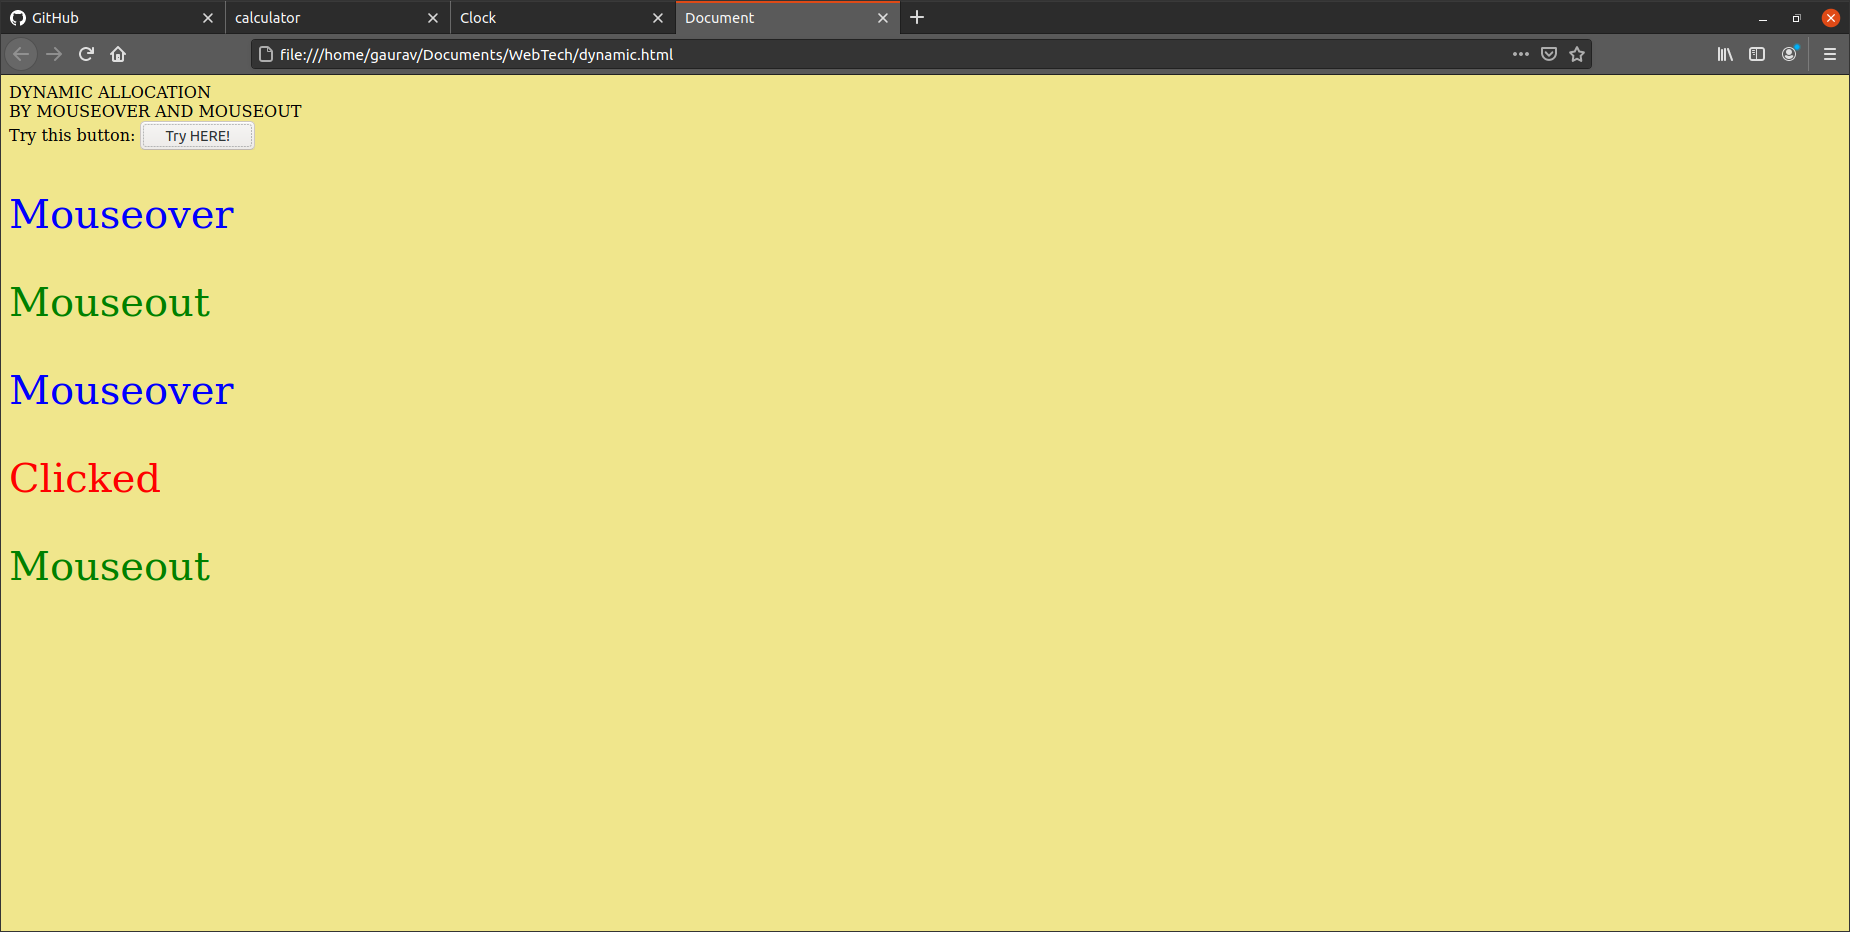 GitHub calculator Clock Document
file:///home/gaurav/Documents/WebTech/dynamic.html
DYNAMIC ALLOCATION
BY MOUSEOVER AND MOUSEOUT
Try this button: Try HERE!
Mouseover
Mouseout
Mouseover
Clicked
Mouseout